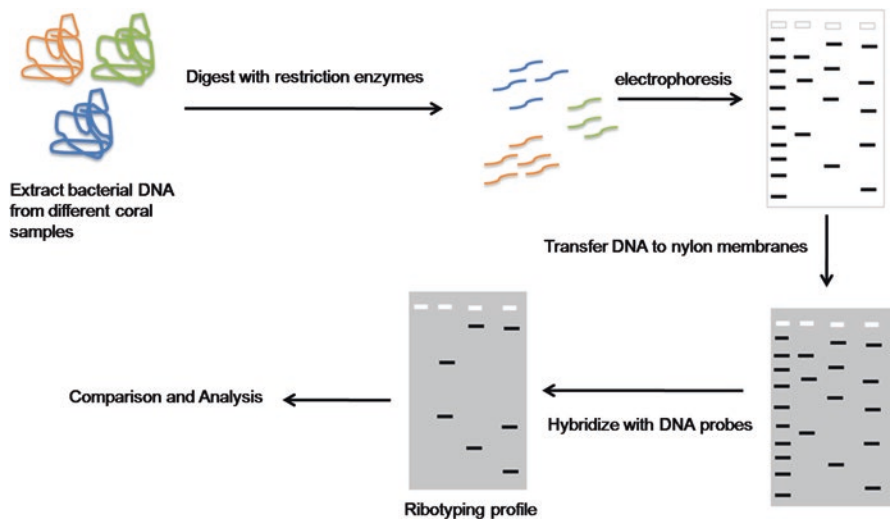 Digest with restriction enzymes
electrophoresis
Extract bacterial DNA
from different coral
samples
Transfer DNA to nylon membranes
Comparison and Analysis
Hybridize with DNA probes
Ribotyping profile